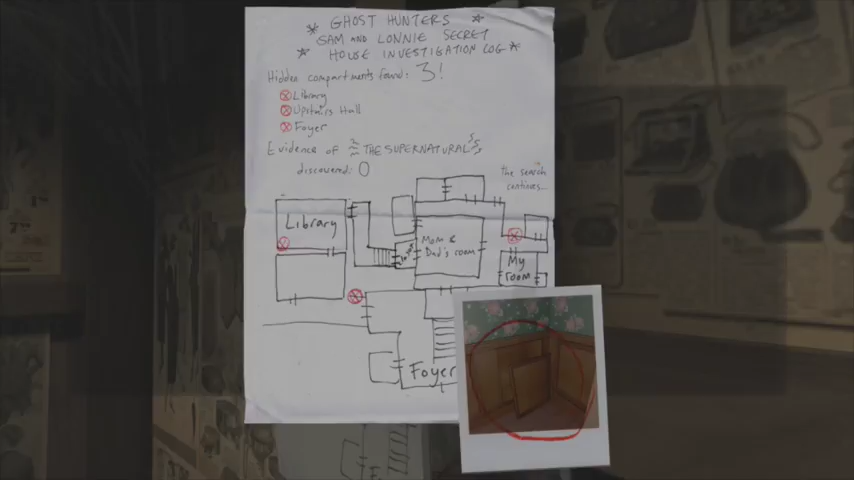 GHOST HUNTERS
SAM AND LONNIE SECRET
HOUSE INVESTIGATION LOG
Hidden compartments found: 3!
Library
Upstairs Hall
Foyer
Evidence of THE SUPERNATURAL
discovered: 0
the search
continues...
Library
Mom &
Dad's room
My
room
Foyer